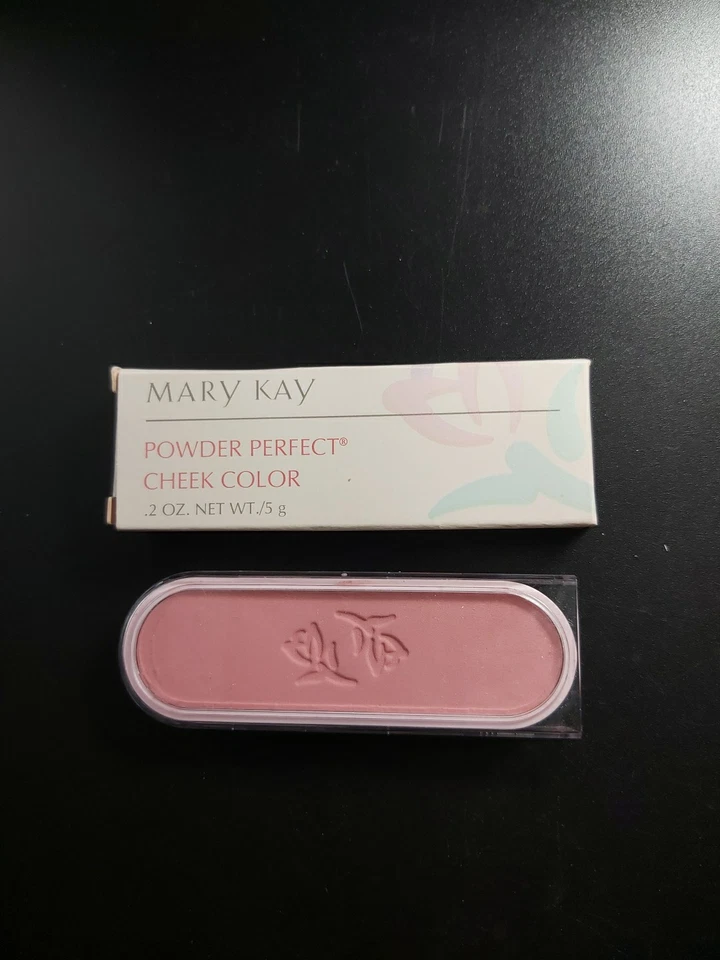 MARY KAY
POWDER PERFECT®
CHEEK COLOR
.2 OZ. NET WT./5 g